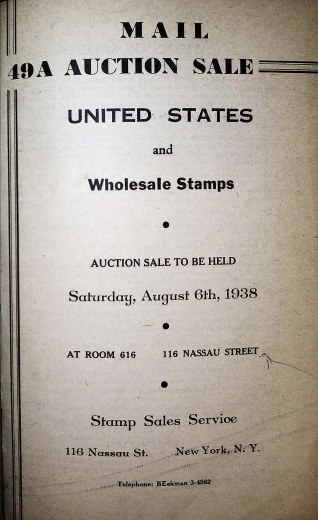 MAIL
49A AUCTION SALE
UNITED STATES
and
Wholesale Stamps
AUCTION SALE TO BE HELD
Saturday, August 6th, 1938
AT ROOM 616 116 NASSAU STREET
Stamp Sales Service
116 Nassau St. New York, N. Y.
Telephone: BEekman 3-4562